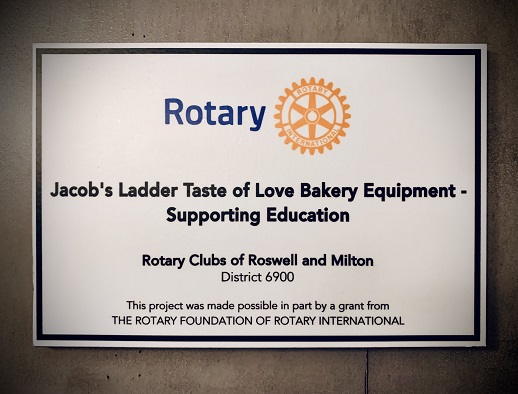 Rotary
ROTARY
INTERNATIONAL
Jacob's Ladder Taste of Love Bakery Equipment -
Supporting Education
Rotary Clubs of Roswell and Milton
District 6900
This project was made possible in part by a grant from
THE ROTARY FOUNDATION OF ROTARY INTERNATIONAL